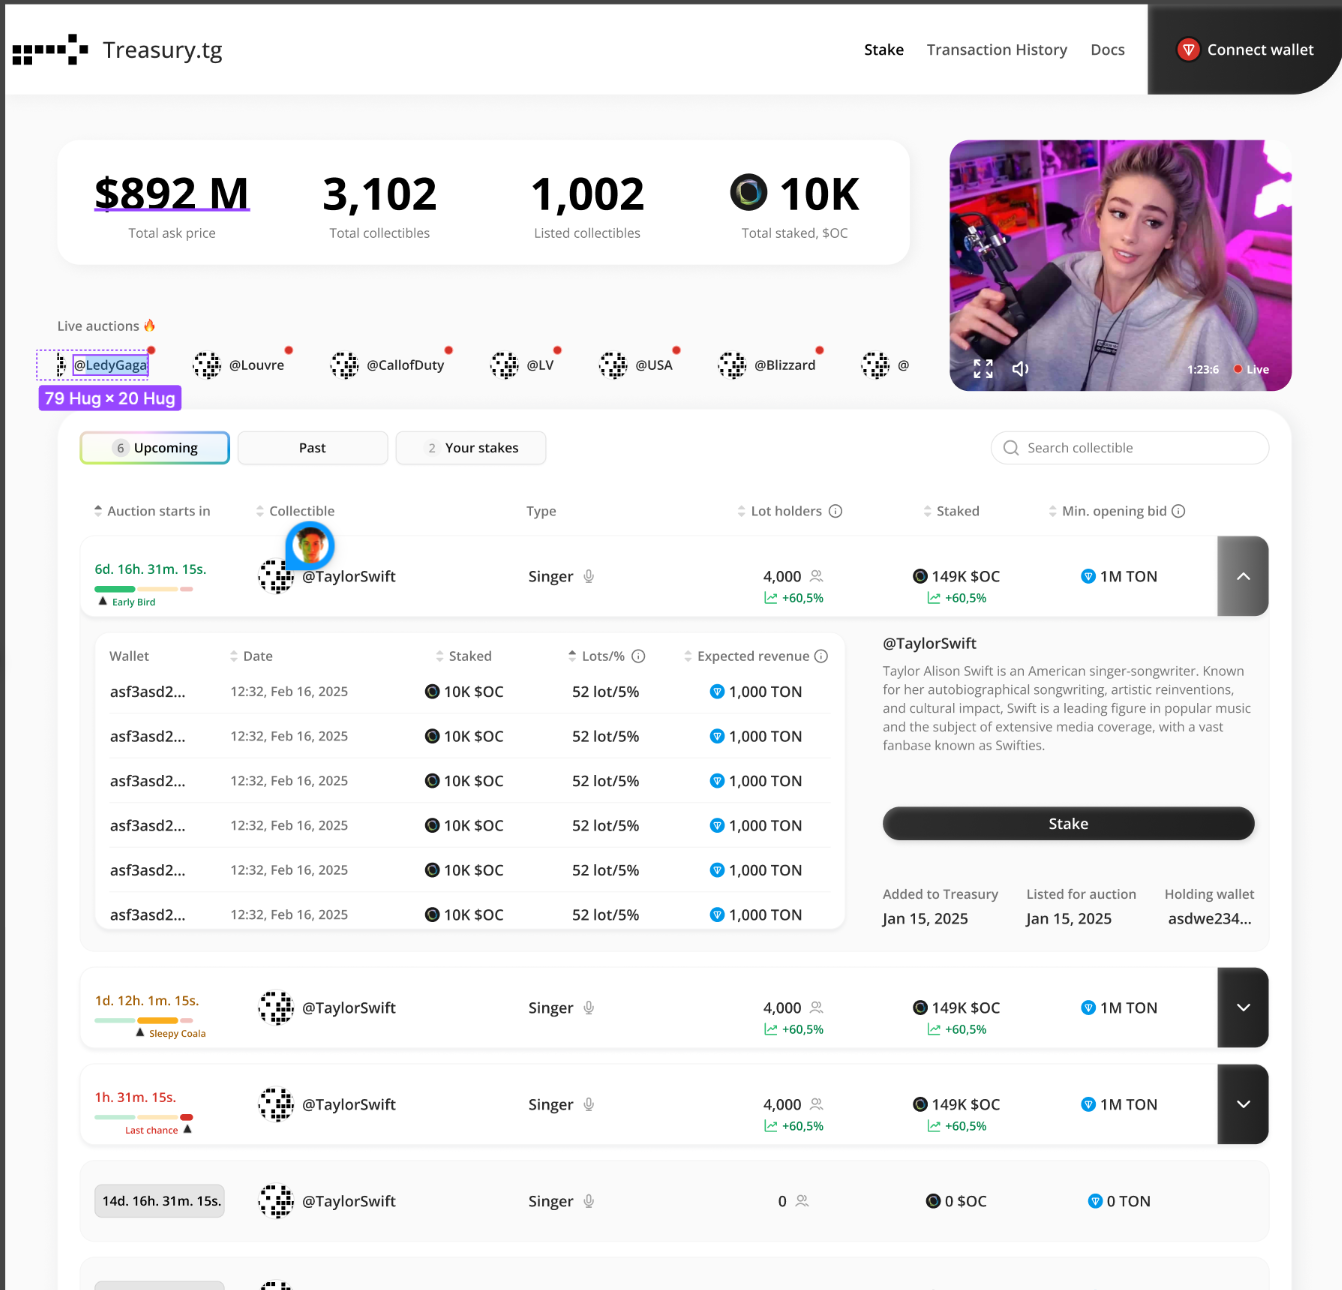 Treasury.tg
Stake
Transaction History
Docs
Connect wallet
$892 M
3,102
1,002
10K
Total ask price
Total collectibles
Listed collectibles
Total staked, $OC
1:23:6
Live
Live auctions
@LedyGaga
@Louvre
@CallofDuty
@LV
@USA
@Blizzard
@
79 Hug × 20 Hug
6 Upcoming
Past
2 Your stakes
Search collectible
Auction starts in
Collectible
Type
Lot holders
Staked
Min. opening bid
6d. 16h. 31m. 15s.
Early Bird
@TaylorSwift
Singer
4,000
+60,5%
149K $OC
+60,5%
1M TON
Wallet
Date
Staked
Lots/%
Expected revenue
asf3asd2... 12:32, Feb 16, 2025 10K $OC 52 lot/5% 1,000 TON
asf3asd2... 12:32, Feb 16, 2025 10K $OC 52 lot/5% 1,000 TON
asf3asd2... 12:32, Feb 16, 2025 10K $OC 52 lot/5% 1,000 TON
asf3asd2... 12:32, Feb 16, 2025 10K $OC 52 lot/5% 1,000 TON
asf3asd2... 12:32, Feb 16, 2025 10K $OC 52 lot/5% 1,000 TON
asf3asd2... 12:32, Feb 16, 2025 10K $OC 52 lot/5% 1,000 TON
@TaylorSwift
Taylor Alison Swift is an American singer-songwriter. Known
for her autobiographical songwriting, artistic reinventions,
and cultural impact, Swift is a leading figure in popular music
and the subject of extensive media coverage, with a vast
fanbase known as Swifties.
Stake
Added to Treasury
Listed for auction
Holding wallet
Jan 15, 2025
Jan 15, 2025
asdwe234...
1d. 12h. 1m. 15s.
Sleepy Coala
@TaylorSwift
Singer
4,000
+60,5%
149K $OC
+60,5%
1M TON
1h. 31m. 15s.
Last chance
@TaylorSwift
Singer
4,000
+60,5%
149K $OC
+60,5%
1M TON
14d. 16h. 31m. 15s.
@TaylorSwift
Singer
0
0 $OC
0 TON